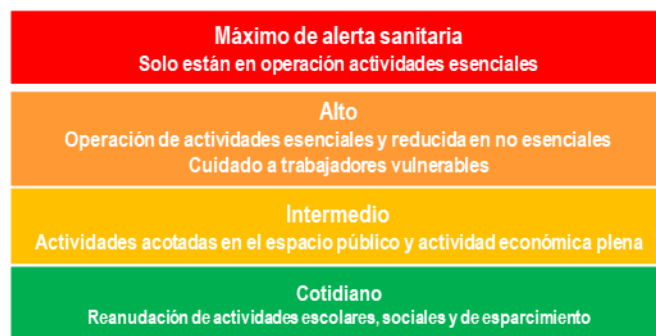 Máximo de alerta sanitaria
Solo están en operación actividades esenciales
Alto
Operación de actividades esenciales y reducida en no esenciales
Cuidado a trabajadores vulnerables
Intermedio
Actividades acotadas en el espacio público y actividad económica plena
Cotidiano
Reanudación de actividades escolares, sociales y de esparcimiento